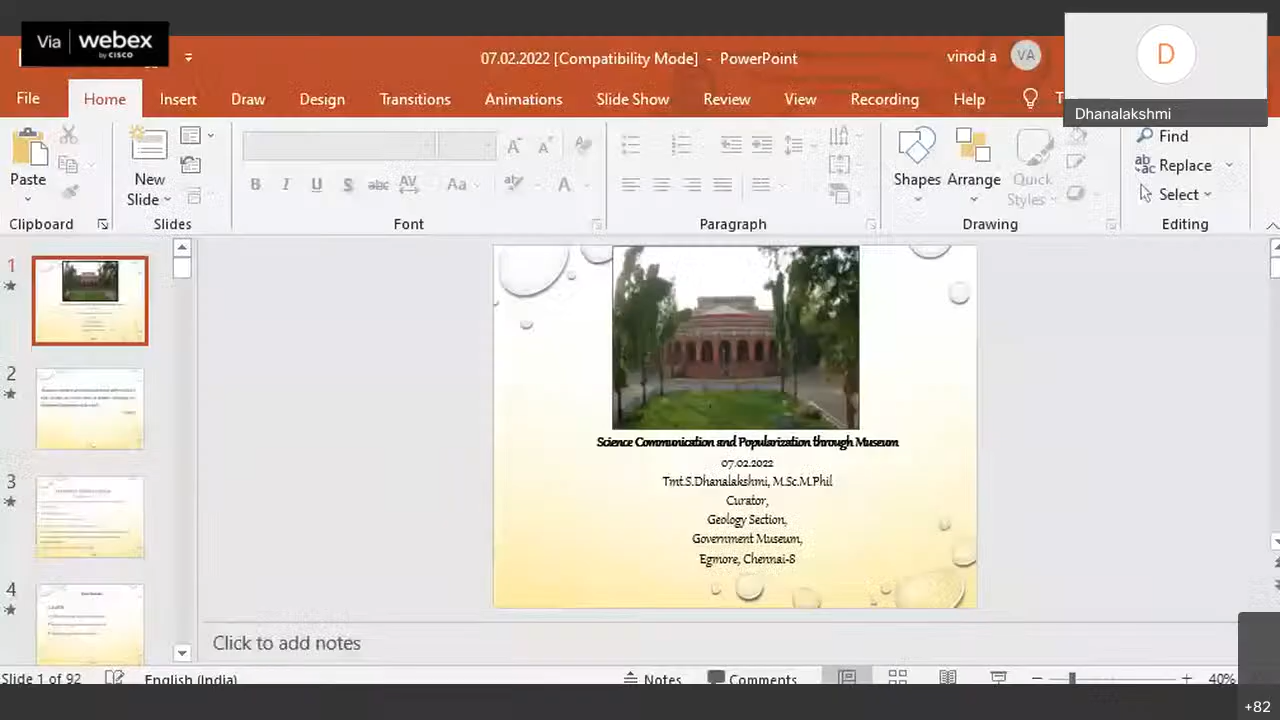 Via webex
by CISCO
07.02.2022 [Compatibility Mode] - PowerPoint
vinod a
VA
D
Dhanalakshmi
File
Home
Insert
Draw
Design
Transitions
Animations
Slide Show
Review
View
Recording
Help
T
Paste
New
Slide
B I U S abc AV Aa A
Shapes
Arrange
Quick
Styles
Find
Replace
Select
Clipboard
Slides
Font
Paragraph
Drawing
Editing
1
2
3
4
Science Communication and Popularization through Museum
07.02.2022
Tmt.S.Dhanalakshmi, M.Sc.M.Phil
Curator,
Geology Section,
Government Museum,
Egmore, Chennai-8
Click to add notes
Slide 1 of 92
English (India)
Notes
Comments
40%
+82